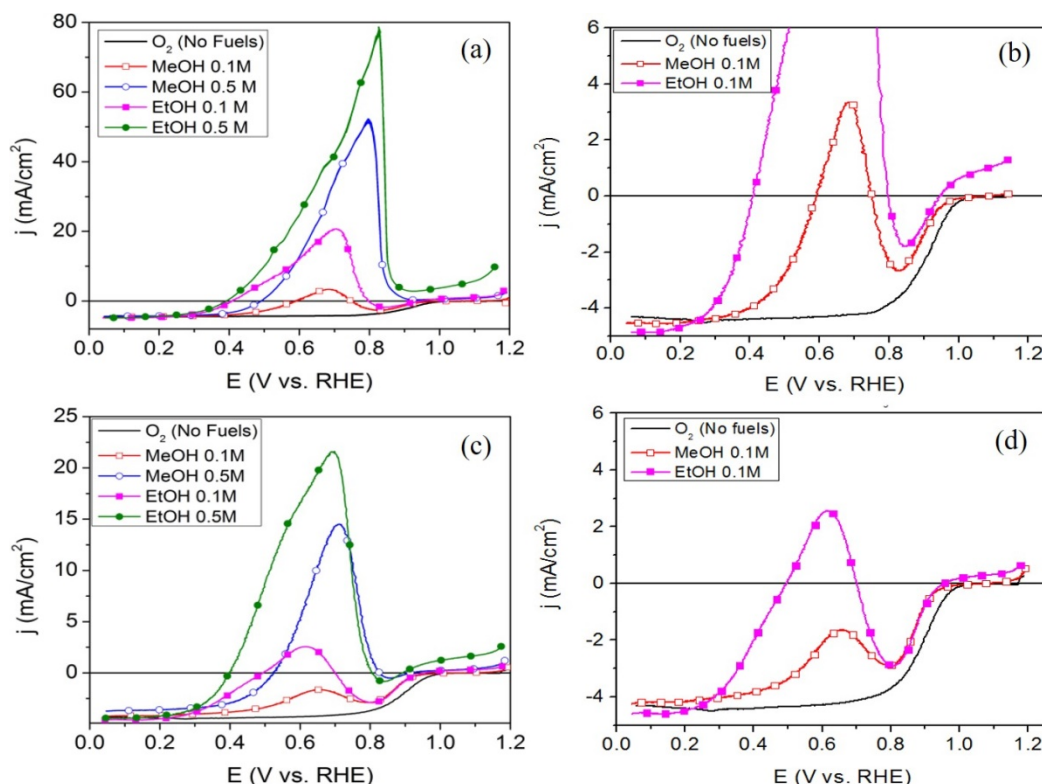 (a)
O₂ (No Fuels)
MeOH 0.1M
MeOH 0.5 M
EtOH 0.1 M
EtOH 0.5 M
80
60
40
20
0
j (mA/cm²)
0.0 0.2 0.4 0.6 0.8 1.0 1.2
E (V vs. RHE)
(b)
O₂ (No fuels)
MeOH 0.1M
EtOH 0.1M
6
4
2
0
-2
-4
j (mA/cm²)
0.0 0.2 0.4 0.6 0.8 1.0 1.2
E (V vs. RHE)
(c)
O₂ (No Fuels)
MeOH 0.1M
MeOH 0.5M
EtOH 0.1M
EtOH 0.5M
25
20
15
10
5
0
j (mA/cm²)
0.0 0.2 0.4 0.6 0.8 1.0 1.2
E (V vs. RHE)
(d)
O₂ (No fuels)
MeOH 0.1M
EtOH 0.1M
6
4
2
0
-2
-4
j (mA/cm²)
0.0 0.2 0.4 0.6 0.8 1.0 1.2
E (V vs. RHE)